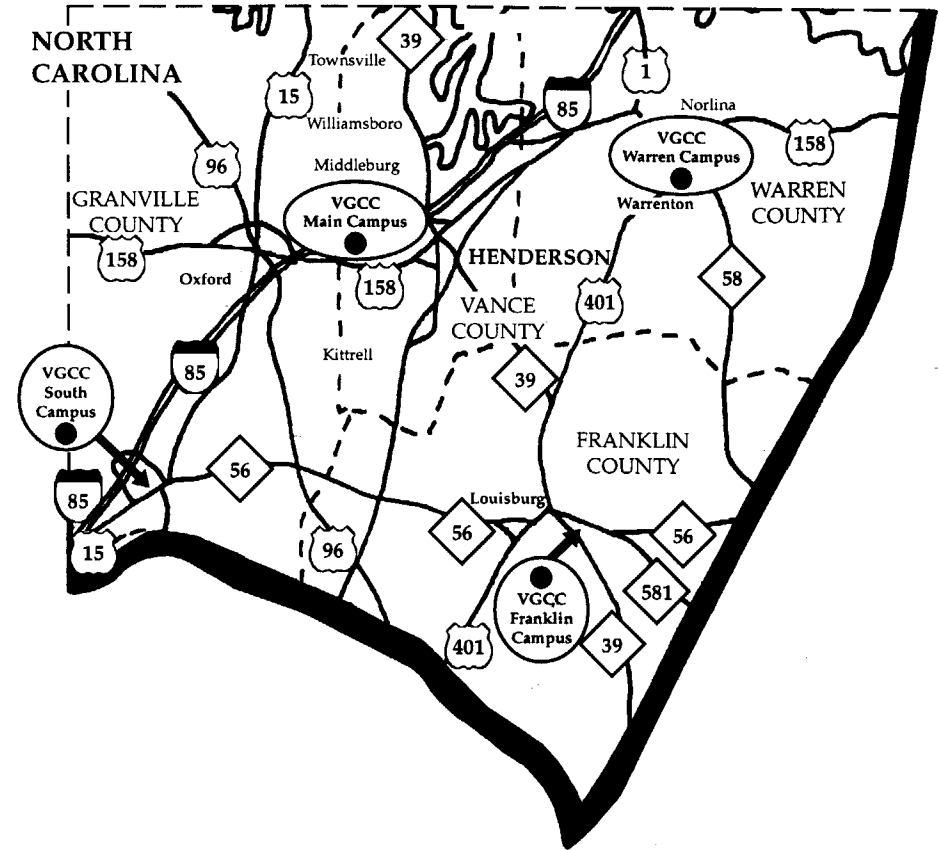 NORTH
CAROLINA
39
Townsville
1
15
85
Norlina
Williamsboro
VGCC
Warren Campus
158
96
Middleburg
GRANVILLE
COUNTY
VGCC
Main Campus
WARREN
COUNTY
Warrenton
158
HENDERSON
Oxford
158
58
401
VANCE
COUNTY
Kittrell
85
VGCC
South
Campus
39
FRANKLIN
COUNTY
56
85
Louisburg
56
56
15
96
581
VGCC
Franklin
Campus
401
39